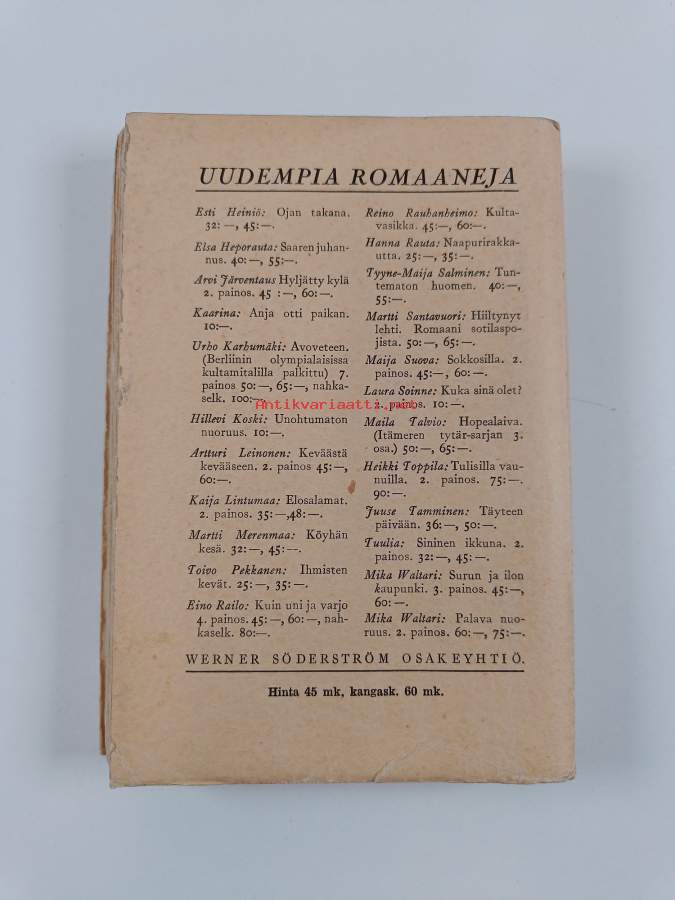 UUDEMPIA ROMAANEJA
Esti Heiniö: Ojan takana.
32: —, 45: —.
Elsa Heporauta: Saaren juhan-
nus. 40: —, 55: —.
Arvi Järventaus Hyljätty kylä
2. painos. 45 : —, 60: —.
Kaarina: Anja otti paikan.
10: —.
Urho Karhumäki: Avoveteen.
(Berliinin olympialaisissa
kultamitalilla palkittu) 7.
painos 50: —, 65: —, nahka-
selk. 100: —.
Hillevi Koski: Unohtumaton
nuoruus. 10: —.
Artturi Leinonen: Keväästä
kevääseen. 2. painos 45: —,
60: —.
Kaija Lintumaa: Elosalamat.
2. painos. 35: —,48: —.
Martti Merenmaa: Köyhän
kesä. 32: —, 45: —.
Toivo Pekkanen: Ihmisten
kevät. 25: —, 35: —.
Eino Railo: Kuin uni ja varjo
4. painos. 45: —, 60: —, nah-
kaselk. 80: —.
Reino Rauhanheimo: Kulta-
vasikka. 45: —, 60: —.
Hanna Rauta: Naapurirakka-
utta. 25: —, 35: —.
Tyyne-Maija Salminen: Tun-
tematon huomen. 40: —,
55: —.
Martti Santavuori: Hiiltynyt
lehti. Romaani sotilaspo-
jista. 50: —, 65: —.
Maija Suova: Sokkosilla. 2.
painos. 45: —, 60: —.
Laura Soinne: Kuka sinä olet?
2. painos. 10: —.
Maila Talvio: Hopealaiva.
(Itämeren tytär-sarjan 3.
osa.) 50: —, 65: —.
Heikki Toppila: Tulisilla vau-
nuilla. 2. painos. 75: —.
90: —.
Juuse Tamminen: Täyteen
päivään. 36: —, 50: —.
Tuulia: Sininen ikkuna. 2.
painos. 32: —, 45: —.
Mika Waltari: Surun ja ilon
kaupunki. 3. painos. 45: —,
60: —.
Mika Waltari: Palava nuo-
ruus. 2. painos. 60: —, 75: —.
Antikvariaatti.net
WERNER SÖDERSTRÖM OSAKEYHTIÖ.
Hinta 45 mk, kangask. 60 mk.